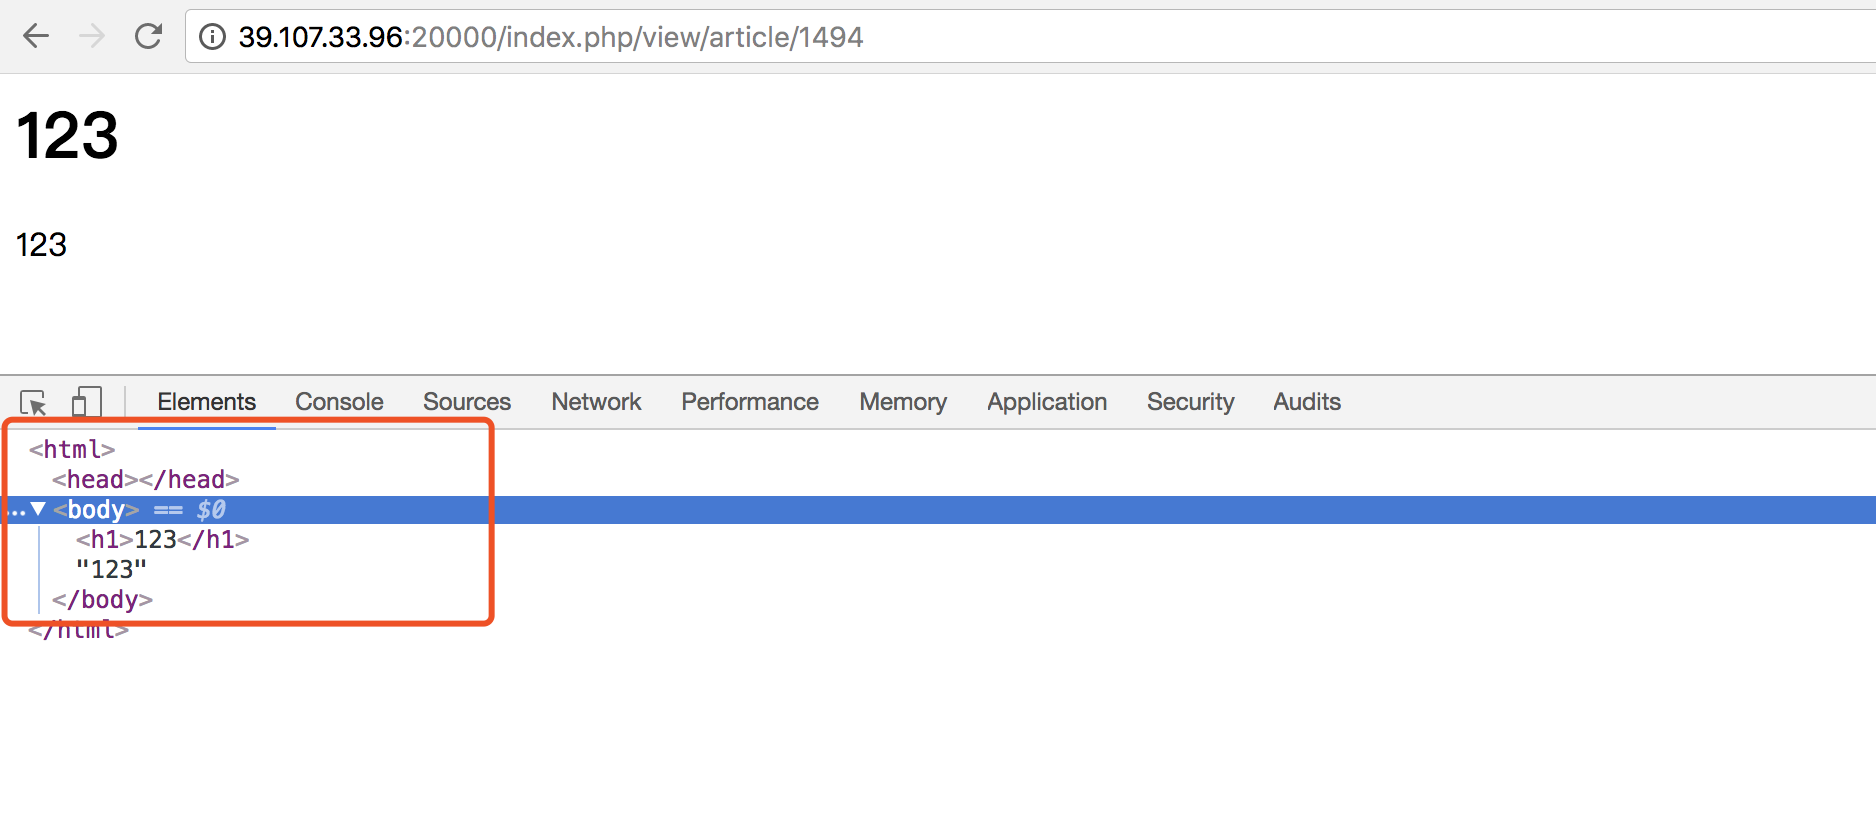 39.107.33.96:20000/index.php/view/article/1494
123
123
Elements Console Sources Network Performance Memory Application Security Audits
<html>
<head></head>
...▼<body> == $0
<h1>123</h1>
"123"
</body>
</html>